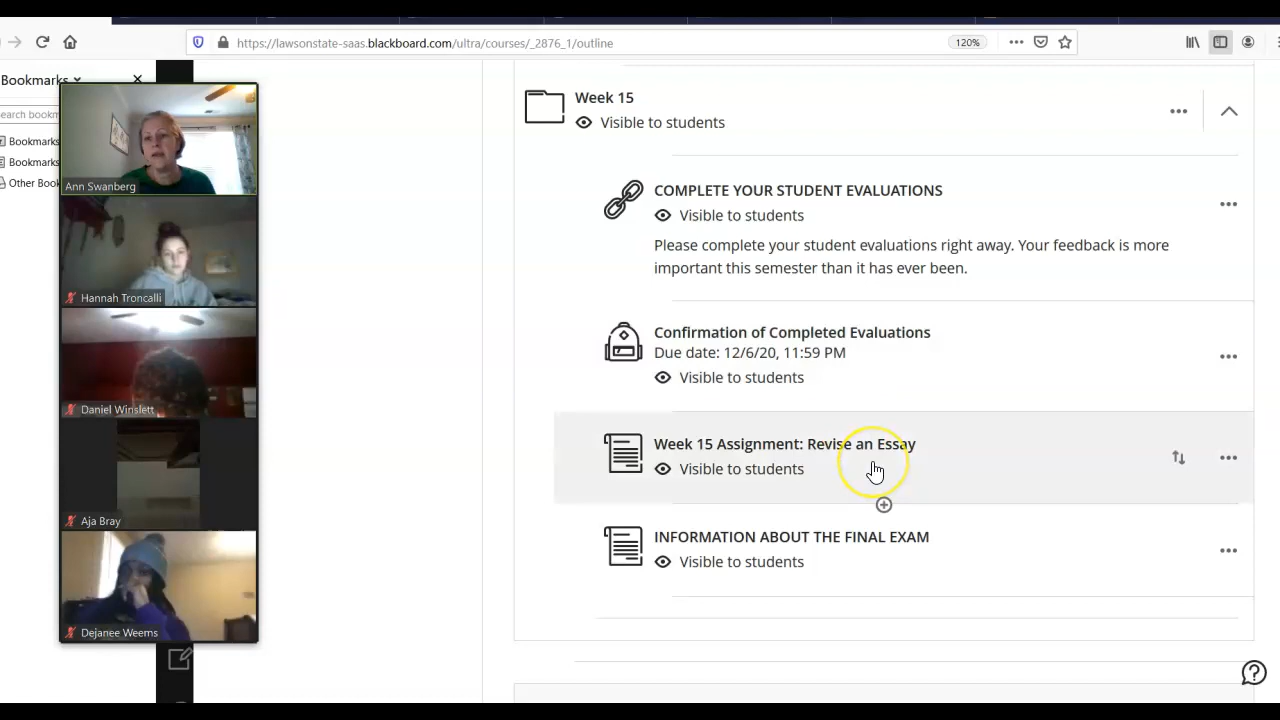 https://lawsonstate-saas.blackboard.com/ultra/courses/_2876_1/outline
120%
Bookmarks
search bookm
Bookmarks
Bookmarks
Other Book
Ann Swanberg
Hannah Troncalli
Daniel Winslett
Aja Bray
Dejanee Weems
Week 15
Visible to students
COMPLETE YOUR STUDENT EVALUATIONS
Visible to students
Please complete your student evaluations right away. Your feedback is more
important this semester than it has ever been.
Confirmation of Completed Evaluations
Due date: 12/6/20, 11:59 PM
Visible to students
Week 15 Assignment: Revise an Essay
Visible to students
INFORMATION ABOUT THE FINAL EXAM
Visible to students